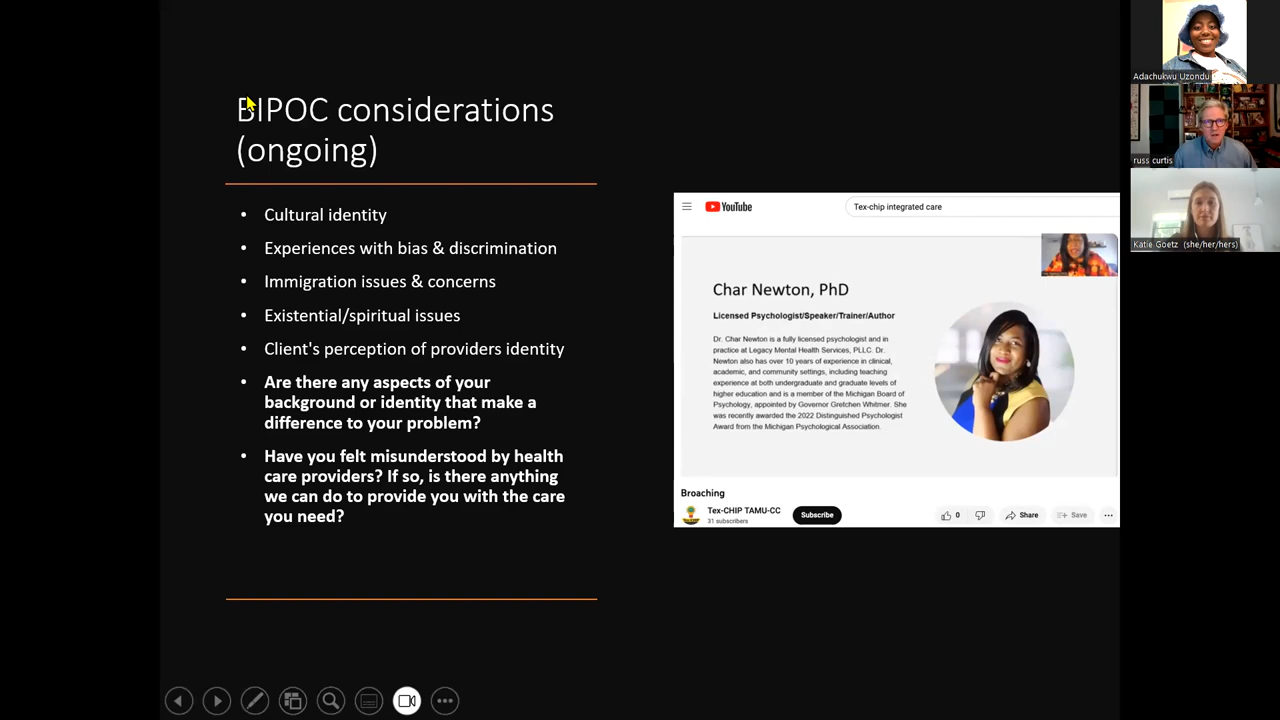 BIPOC considerations
(ongoing)
• Cultural identity
• Experiences with bias & discrimination
• Immigration issues & concerns
• Existential/spiritual issues
• Client's perception of providers identity
• Are there any aspects of your
background or identity that make a
difference to your problem?
• Have you felt misunderstood by health
care providers? If so, is there anything
we can do to provide you with the care
you need?
YouTube
Tex-chip integrated care
Char Newton, PhD
Licensed Psychologist/Speaker/Trainer/Author
Dr. Char Newton is a fully licensed psychologist and in
practice at Legacy Mental Health Services, PLLC. Dr.
Newton also has over 10 years of experience in clinical,
academic, and community settings, including teaching
experience at both undergraduate and graduate levels of
higher education and is a member of the Michigan Board of
Psychology, appointed by Governor Gretchen Whitmer. She
was recently awarded the 2022 Distinguished Psychologist
Award from the Michigan Psychological Association.
Broaching
Tex-CHIP TAMU-CC
31 subscribers
Subscribe
0
Share
Save
Adachukwu Uzondu
russ curtis
Katie Goetz (she/her/hers)